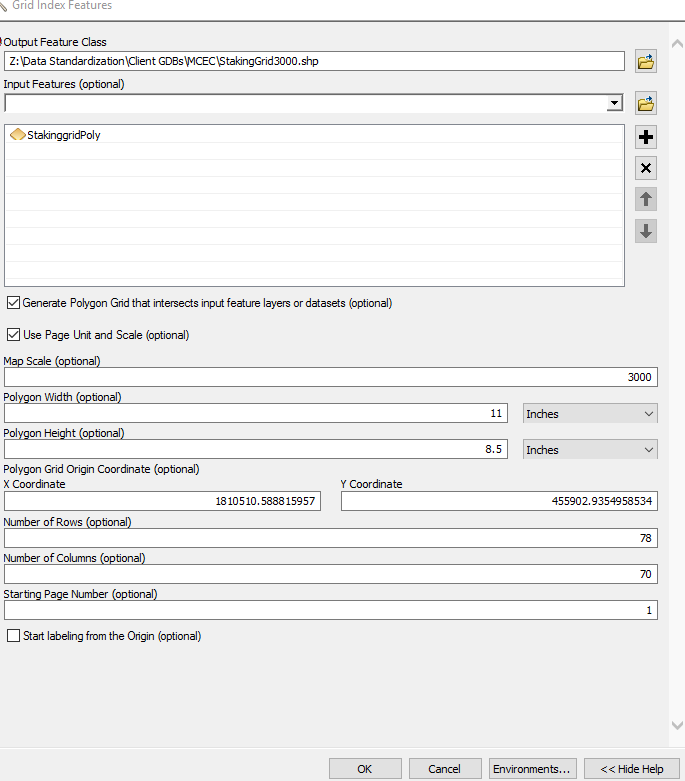 Grid Index Features
Output Feature Class
Z:\Data Standardization\Client GDBs\MCEC\StakingGrid3000.shp
Input Features (optional)
StakinggridPoly
Generate Polygon Grid that intersects input feature layers or datasets (optional)
Use Page Unit and Scale (optional)
Map Scale (optional)
3000
Polygon Width (optional)
11 Inches
Polygon Height (optional)
8.5 Inches
Polygon Grid Origin Coordinate (optional)
X Coordinate Y Coordinate
1810510.588815957 455902.9354958534
Number of Rows (optional)
78
Number of Columns (optional)
70
Starting Page Number (optional)
1
Start labeling from the Origin (optional)
OK Cancel Environments... << Hide Help